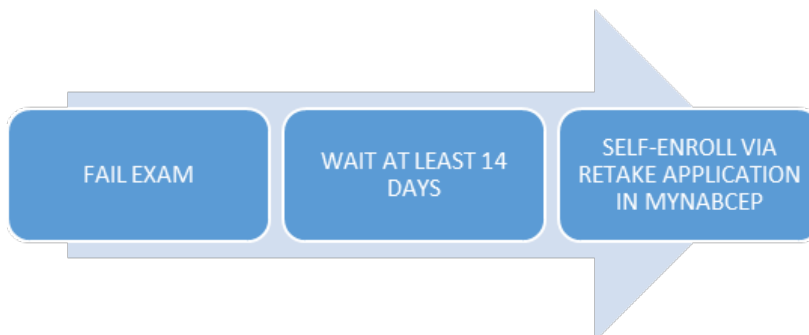 FAIL EXAM
WAIT AT LEAST 14
DAYS
SELF-ENROLL VIA
RETAKE APPLICATION
IN MYNABCEP